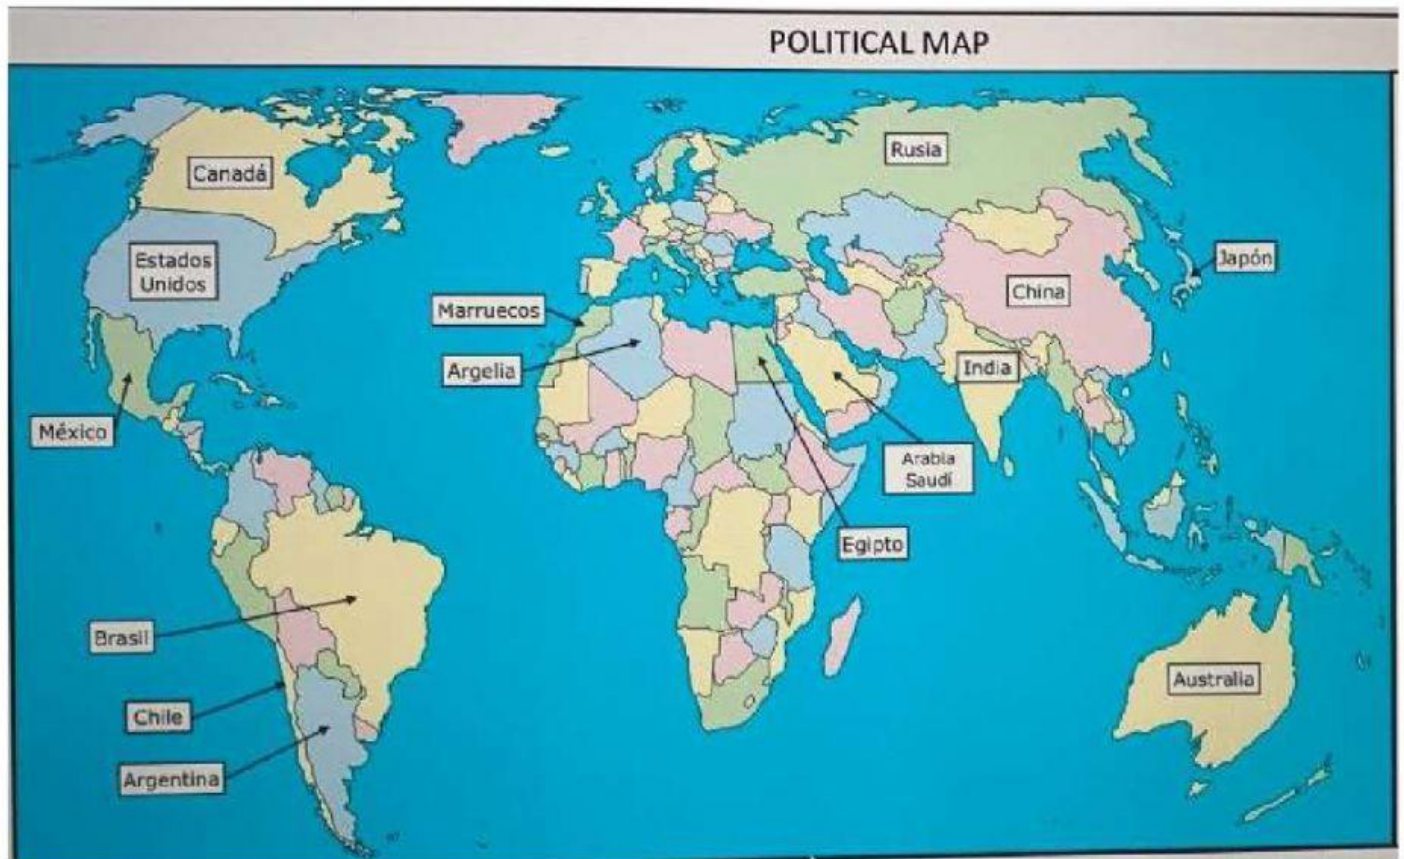 POLITICAL MAP
Canadá
Rusia
Estados
Unidos
Japón
China
Marruecos
Argelia
India
México
Arabia
Saudí
Egipto
Brasil
Australia
Chile
Argentina